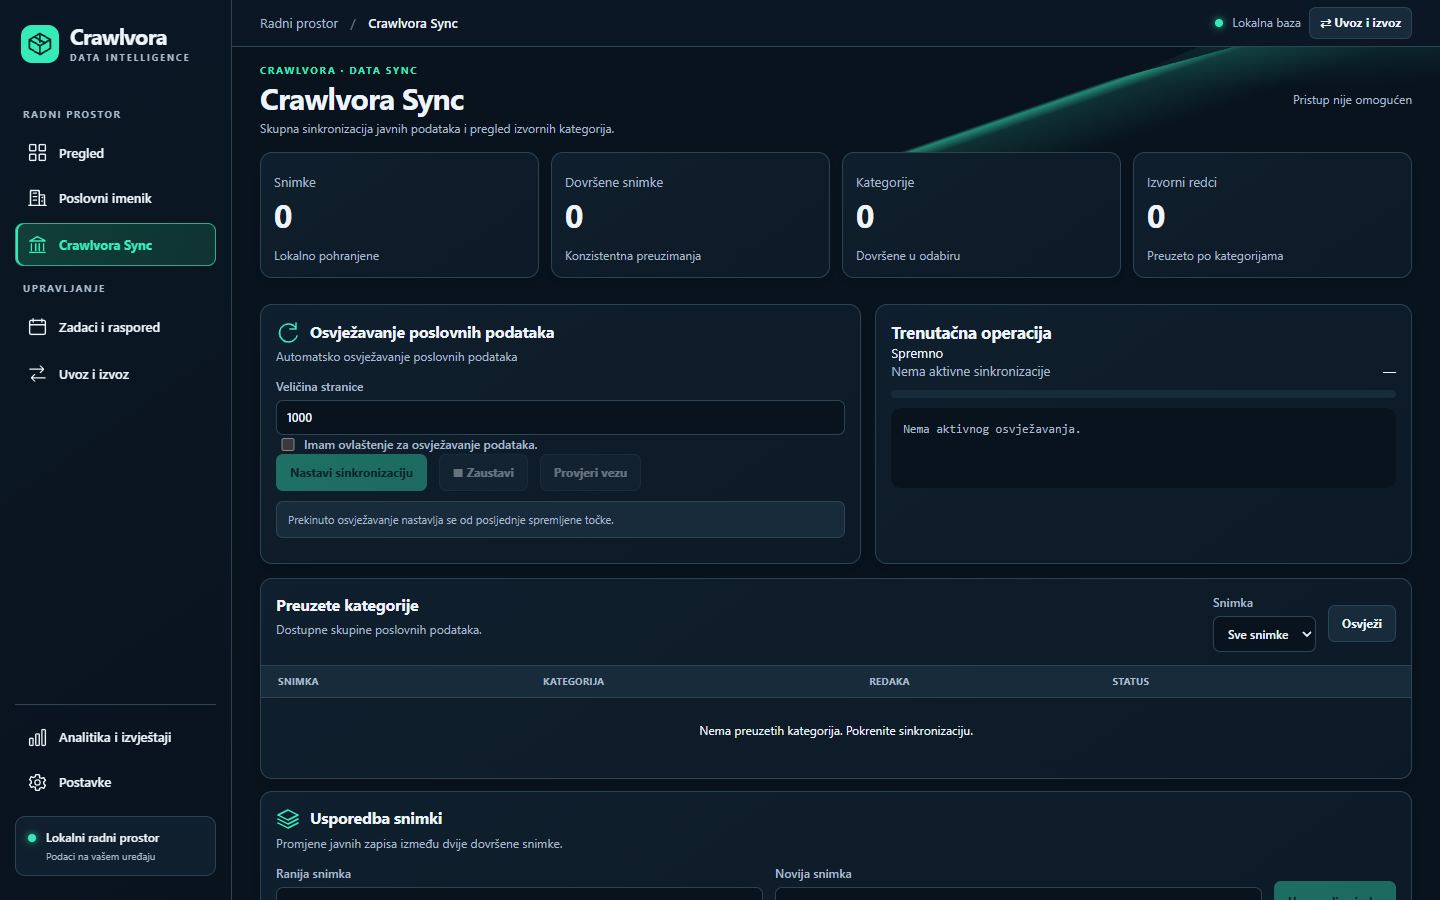 Crawlvora
DATA INTELLIGENCE
RADNI PROSTOR
Pregled
Poslovni imenik
Crawlvora Sync
UPRAVLJANJE
Zadaci i raspored
Uvoz i izvoz
Analitika i izvještaji
Postavke
Lokalni radni prostor
Podaci na vašem uređaju
Radni prostor / Crawlvora Sync
Lokalna baza
⇄ Uvoz i izvoz
CRAWLVORA · DATA SYNC
Crawlvora Sync
Skupna sinkronizacija javnih podataka i pregled izvornih kategorija.
Pristup nije omogućen
Snimke
0
Lokalno pohranjene
Dovršene snimke
0
Konzistentna preuzimanja
Kategorije
0
Dovršene u odabiru
Izvorni redci
0
Preuzeto po kategorijama
Osvježavanje poslovnih podataka
Automatsko osvježavanje poslovnih podataka
Veličina stranice
1000
Imam ovlaštenje za osvježavanje podataka.
Nastavi sinkronizaciju
■ Zaustavi
Provjeri vezu
Prekinuto osvježavanje nastavlja se od posljednje spremljene točke.
Trenutačna operacija
Spremno
Nema aktivne sinkronizacije —
Nema aktivnog osvježavanja.
Preuzete kategorije
Dostupne skupine poslovnih podataka.
Snimka
Sve snimke
Osvježi
SNIMKA KATEGORIJA REDAKA STATUS
Nema preuzetih kategorija. Pokrenite sinkronizaciju.
Usporedba snimki
Promjene javnih zapisa između dvije dovršene snimke.
Ranija snimka
Novija snimka